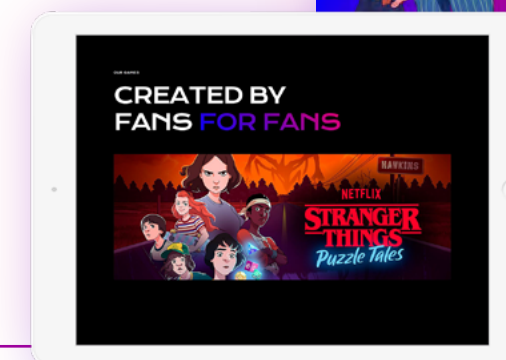 OUR GAMES
CREATED BY
FANS FOR FANS
HAWKINS
NETFLIX
STRANGER
THINGS
Puzzle Tales